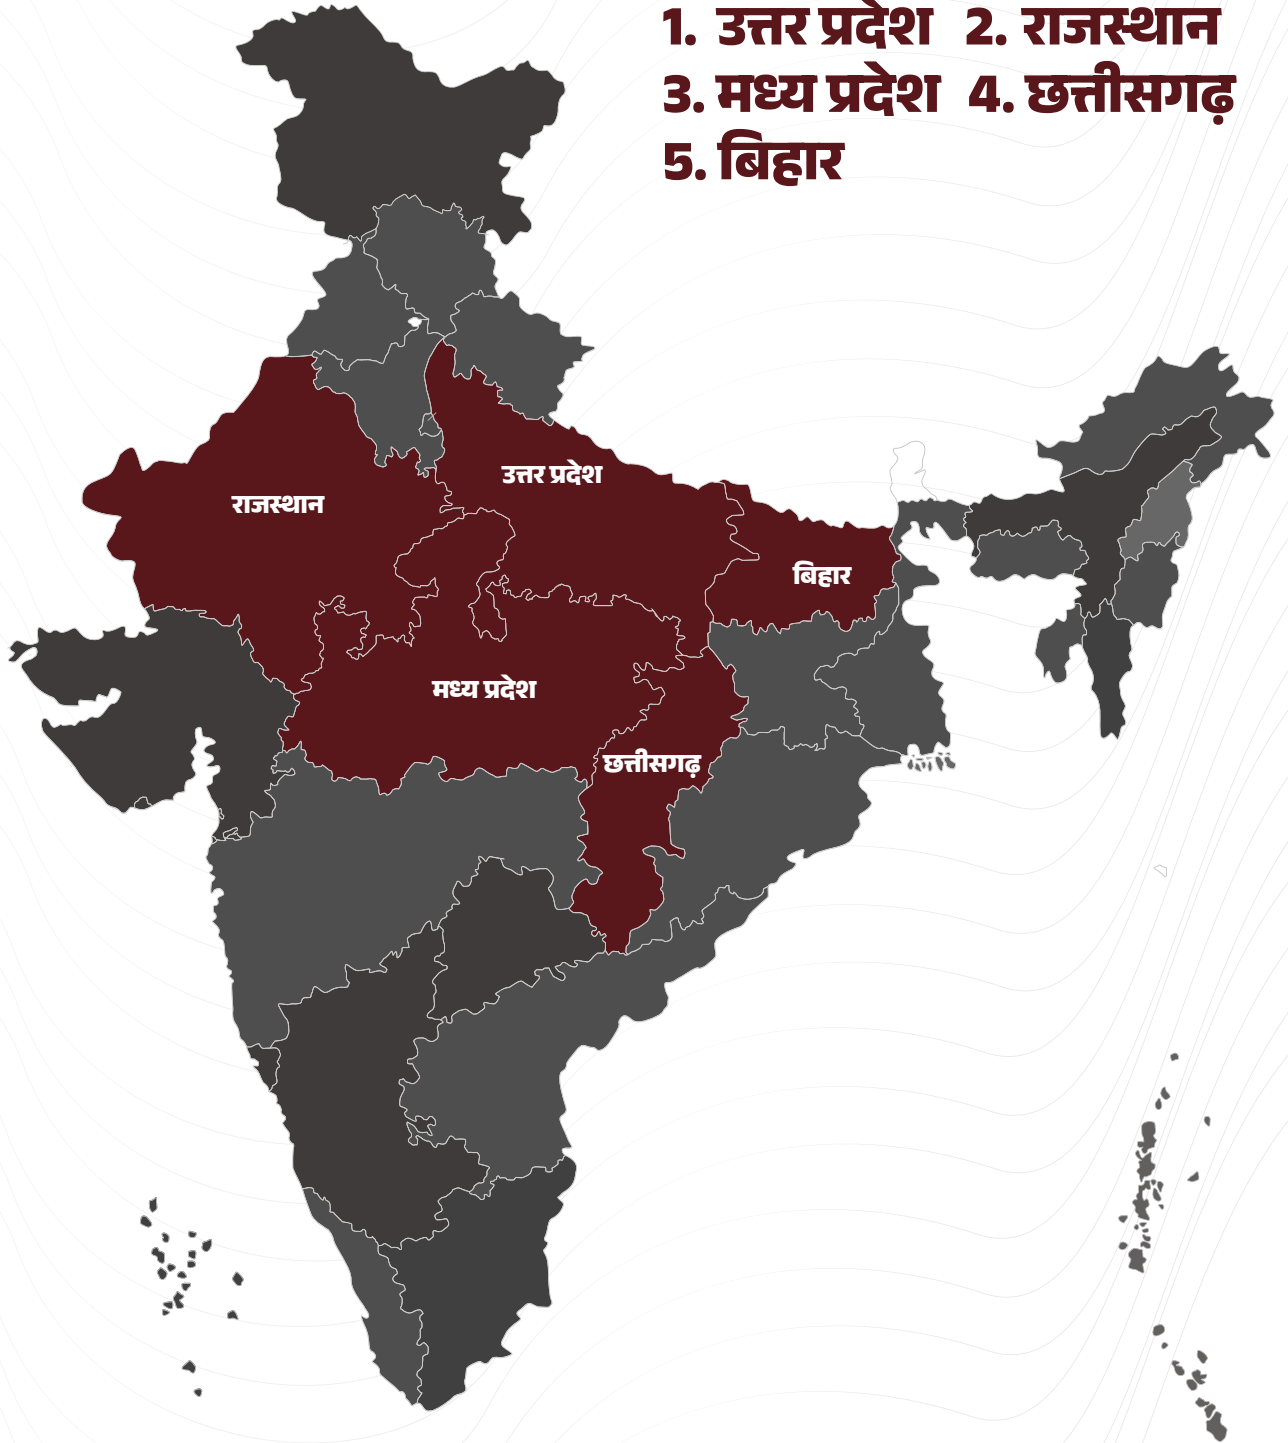 1. उत्तर प्रदेश 2. राजस्थान
3. मध्य प्रदेश 4. छत्तीसगढ़
5. बिहार
उत्तर प्रदेश
राजस्थान
बिहार
मध्य प्रदेश
छत्तीसगढ़